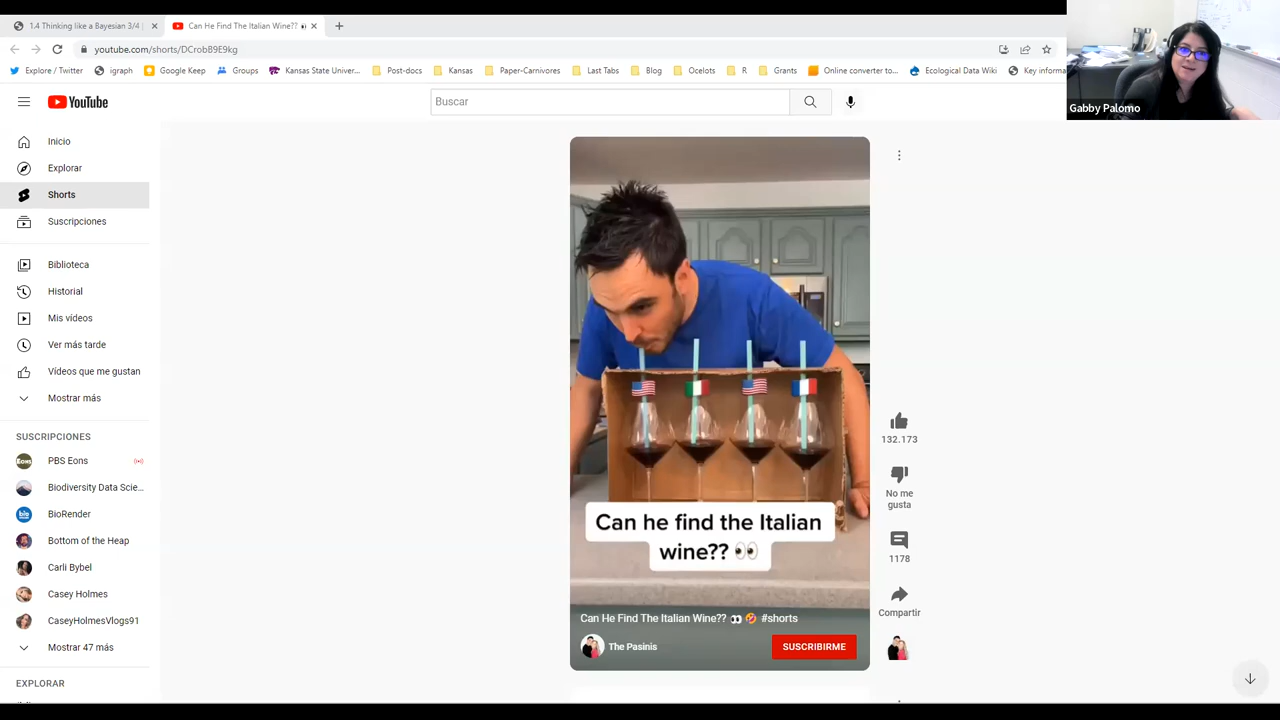 1.4 Thinking like a Bayesian 3/4 |
Can He Find The Italian Wine??
youtube.com/shorts/DCrobB9E9kg
Explore / Twitter
igraph
Google Keep
Groups
Kansas State Univer...
Post-docs
Kansas
Paper-Carnivores
Last Tabs
Blog
Ocelots
R
Grants
Online converter to...
Ecological Data Wiki
Key informa
Gabby Palomo
YouTube
Buscar
Inicio
Explorar
Shorts
Suscripciones
Biblioteca
Historial
Mis vídeos
Ver más tarde
Vídeos que me gustan
Mostrar más
SUSCRIPCIONES
EONS
PBS Eons
Biodiversity Data Scie...
bio
BioRender
Bottom of the Heap
Carli Bybel
Casey Holmes
CaseyHolmesVlogs91
Mostrar 47 más
EXPLORAR
Can he find the Italian
wine?? 👀
Can He Find The Italian Wine?? 👀 🤣 #shorts
The Pasinis
SUSCRIBIRME
132.173
No me
gusta
1178
Compartir